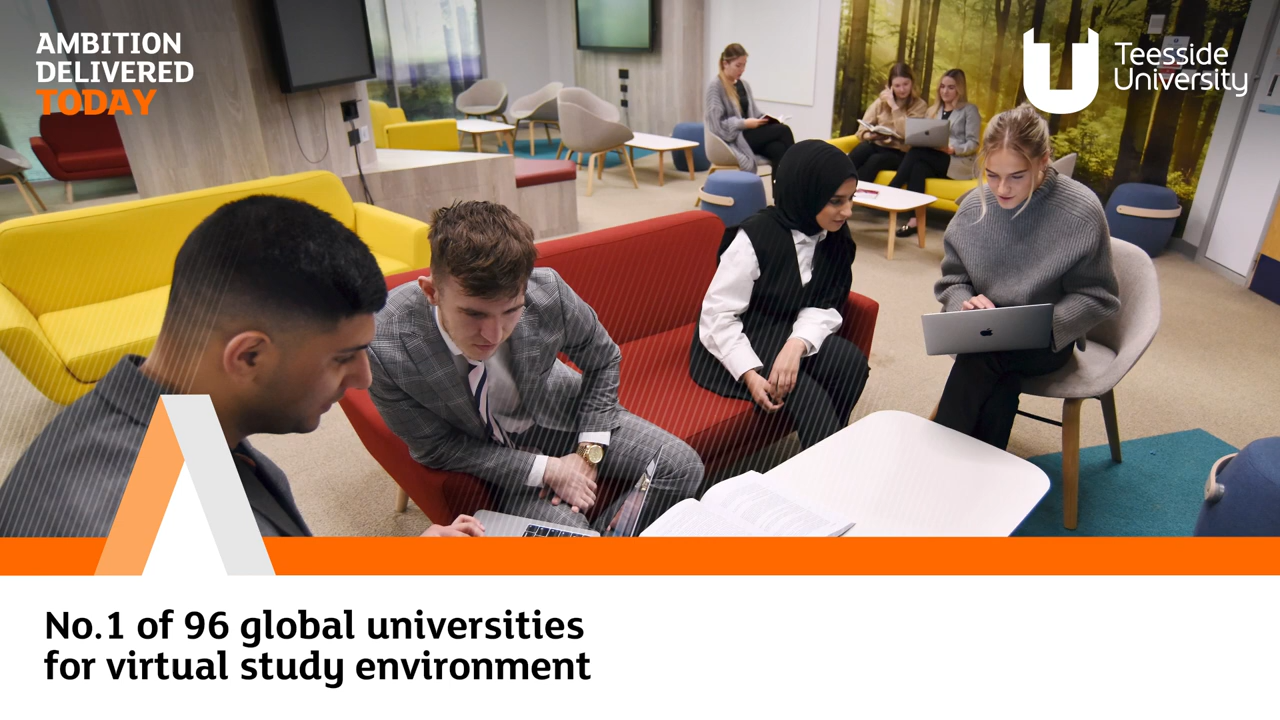 AMBITION
DELIVERED
TODAY
Teesside
University
No.1 of 96 global universities
for virtual study environment